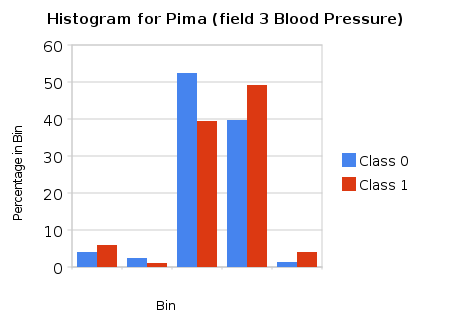 Histogram for Pima (field 3 Blood Pressure)
60
50
40
30
20
10
0
Percentage in Bin
Bin
Class 0
Class 1